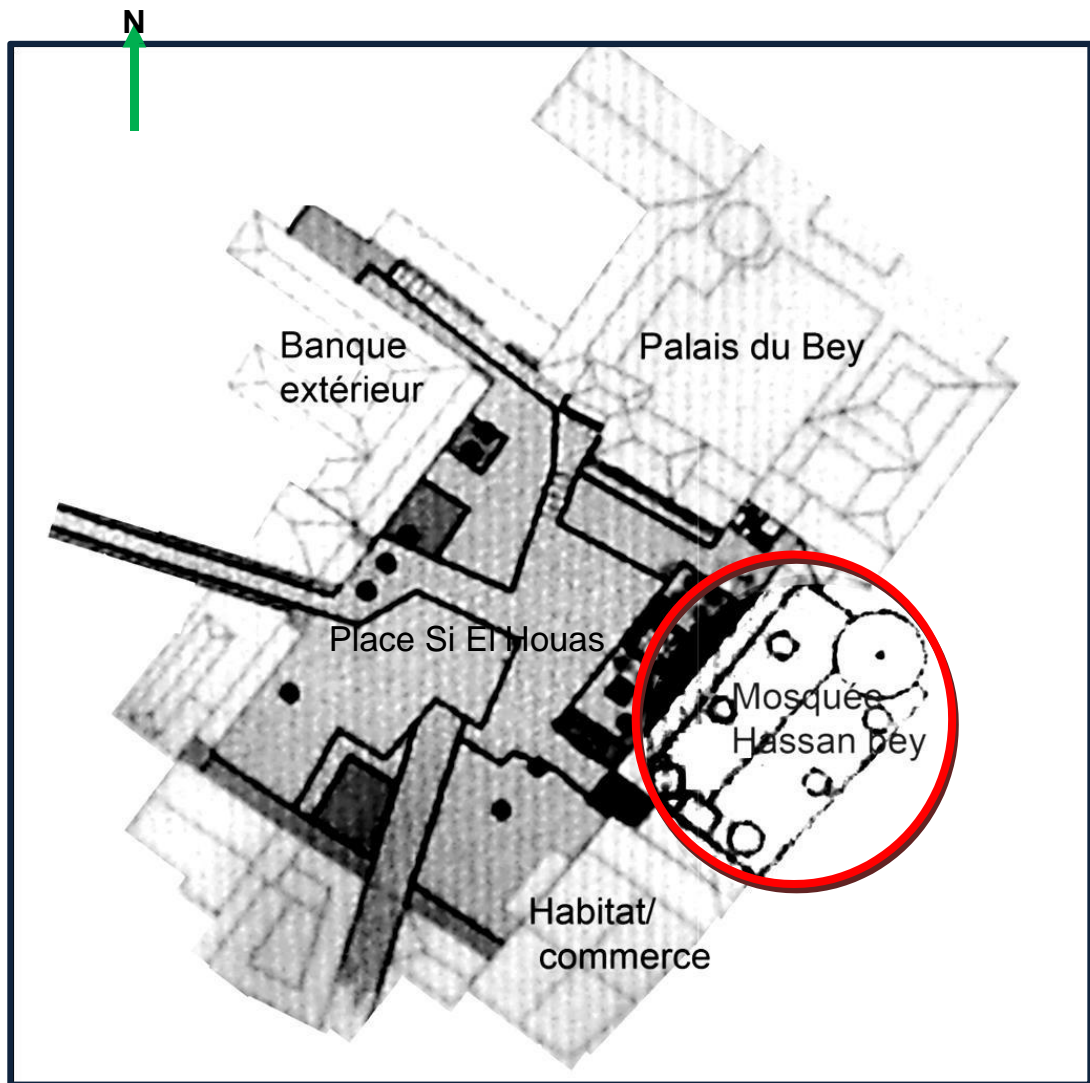 N
Banque
extérieur
Palais du Bey
Place Si El Houas
Mosquée
Hassan bey
Habitat/
commerce